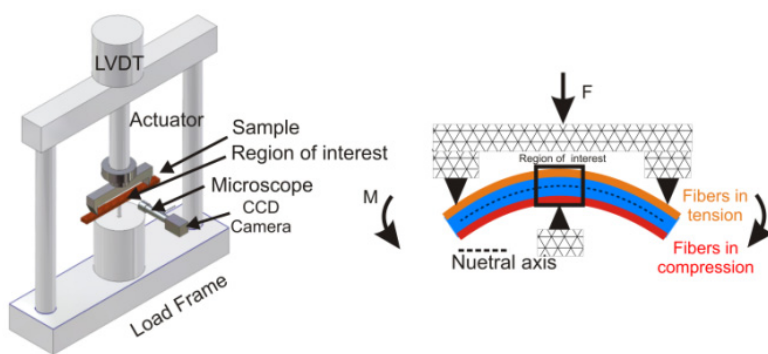 LVDT
Actuator
Sample
Region of interest
Microscope
CCD
Camera
Load Frame
F
Region of interest
M
Fibers in
tension
Fibers in
compression
Nuetral axis